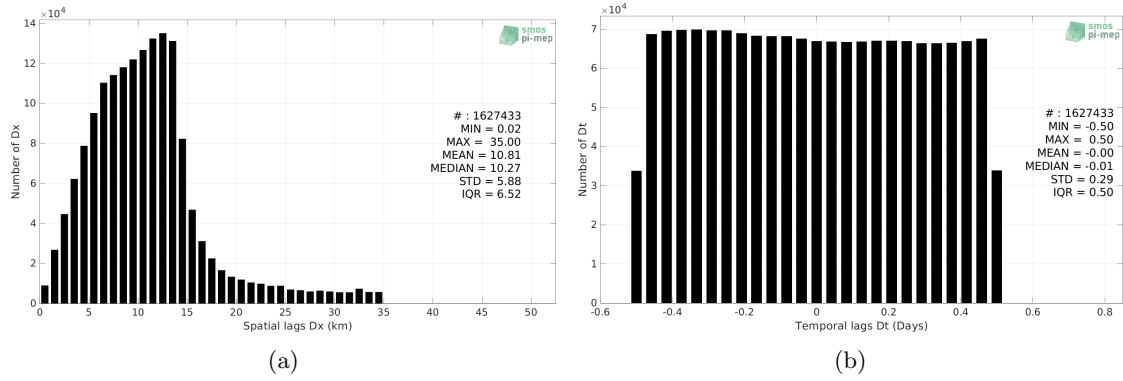 ×10⁴
14
12
10
8
6
4
2
0
Number of Dx
smos
pi-mep
# : 1627433
MIN = 0.02
MAX = 35.00
MEAN = 10.81
MEDIAN = 10.27
STD = 5.88
IQR = 6.52
0 5 10 15 20 25 30 35 40 45 50
Spatial lags Dx (km)
(a)
×10⁴
7
6
5
4
3
2
1
0
Number of Dt
smos
pi-mep
# : 1627433
MIN = -0.50
MAX = 0.50
MEAN = -0.00
MEDIAN = -0.01
STD = 0.29
IQR = 0.50
-0.6 -0.4 -0.2 0 0.2 0.4 0.6 0.8
Temporal lags Dt (Days)
(b)